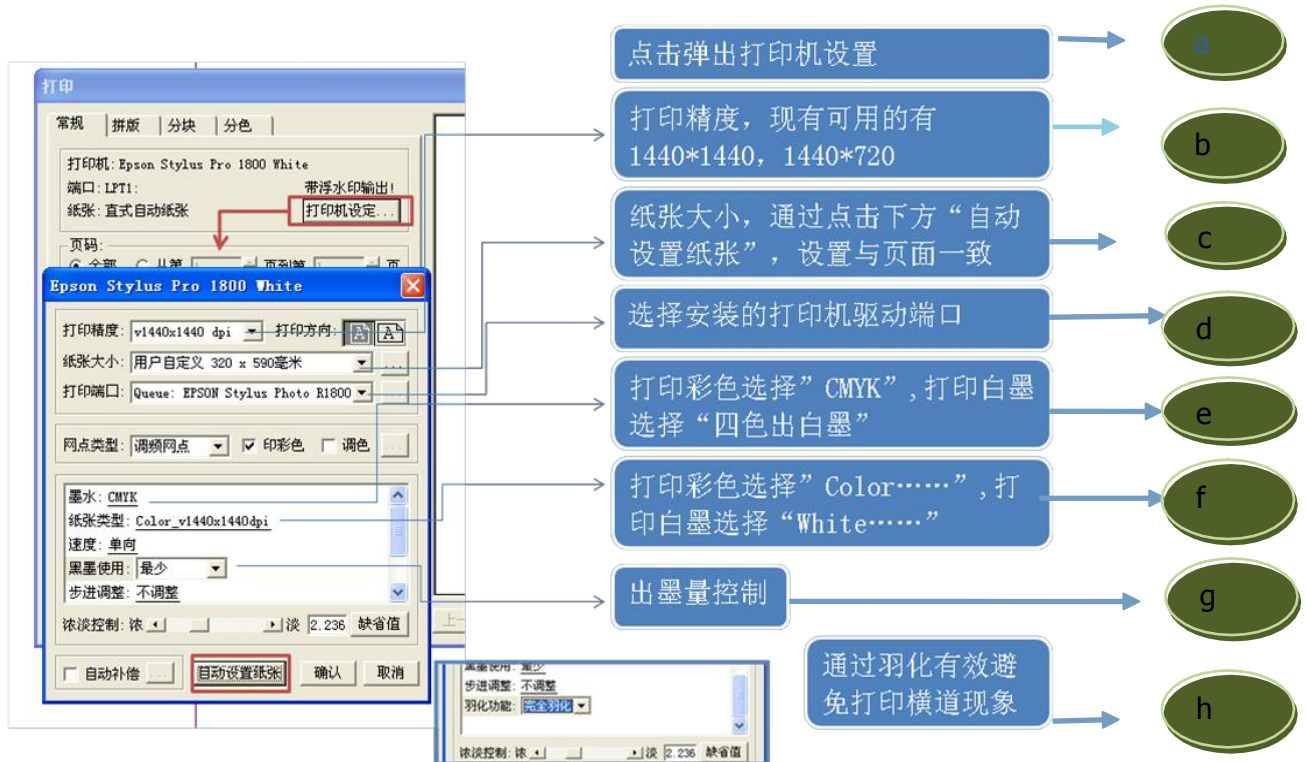 打印
常规 拼版 分块 分色
打印机: Epson Stylus Pro 1800 White
端口: LPT1: 带浮水印输出!
纸张: 直式自动纸张 打印机设定...
页码:
Epson Stylus Pro 1800 White
打印精度: v1440x1440 dpi 打印方向: A A
纸张大小: 用户自定义 320 x 590毫米 ...
打印端口: Queue: EPSON Stylus Photo R1800 ...
网点类型: 调频网点 印彩色 调色 ...
墨水: CMYK
纸张类型: Color_v1440x1440dpi
速度: 单向
黑墨使用: 最少
步进调整: 不调整
浓淡控制: 浓 淡 2.236 缺省值
自动补偿 ... 自动设置纸张 确认 取消
黑墨使用: 最少
步进调整: 不调整
羽化功能: 完全羽化
浓淡控制: 浓 淡 2.236 缺省值
点击弹出打印机设置
a
打印精度，现有可用的有
1440*1440，1440*720
b
纸张大小，通过点击下方“自动
设置纸张”，设置与页面一致
c
选择安装的打印机驱动端口
d
打印彩色选择”CMYK”,打印白墨
选择“四色出白墨”
e
打印彩色选择”Color……”,打
印白墨选择“White……”
f
出墨量控制
g
通过羽化有效避
免打印横道现象
h